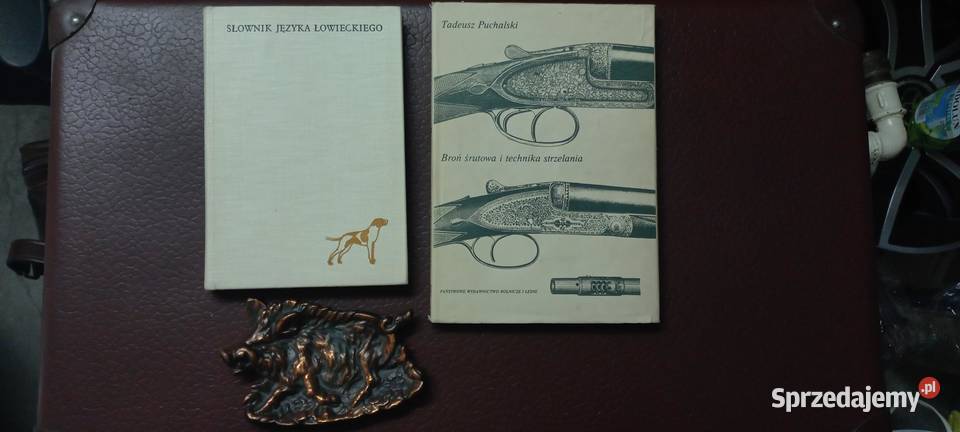 SŁOWNIK JĘZYKA ŁOWIECKIEGO
Tadeusz Puchalski
Broń śrutowa i technika strzelania
PAŃSTWOWE WYDAWNICTWO ROLNICZE I LEŚNE
Sprzedajemy.pl